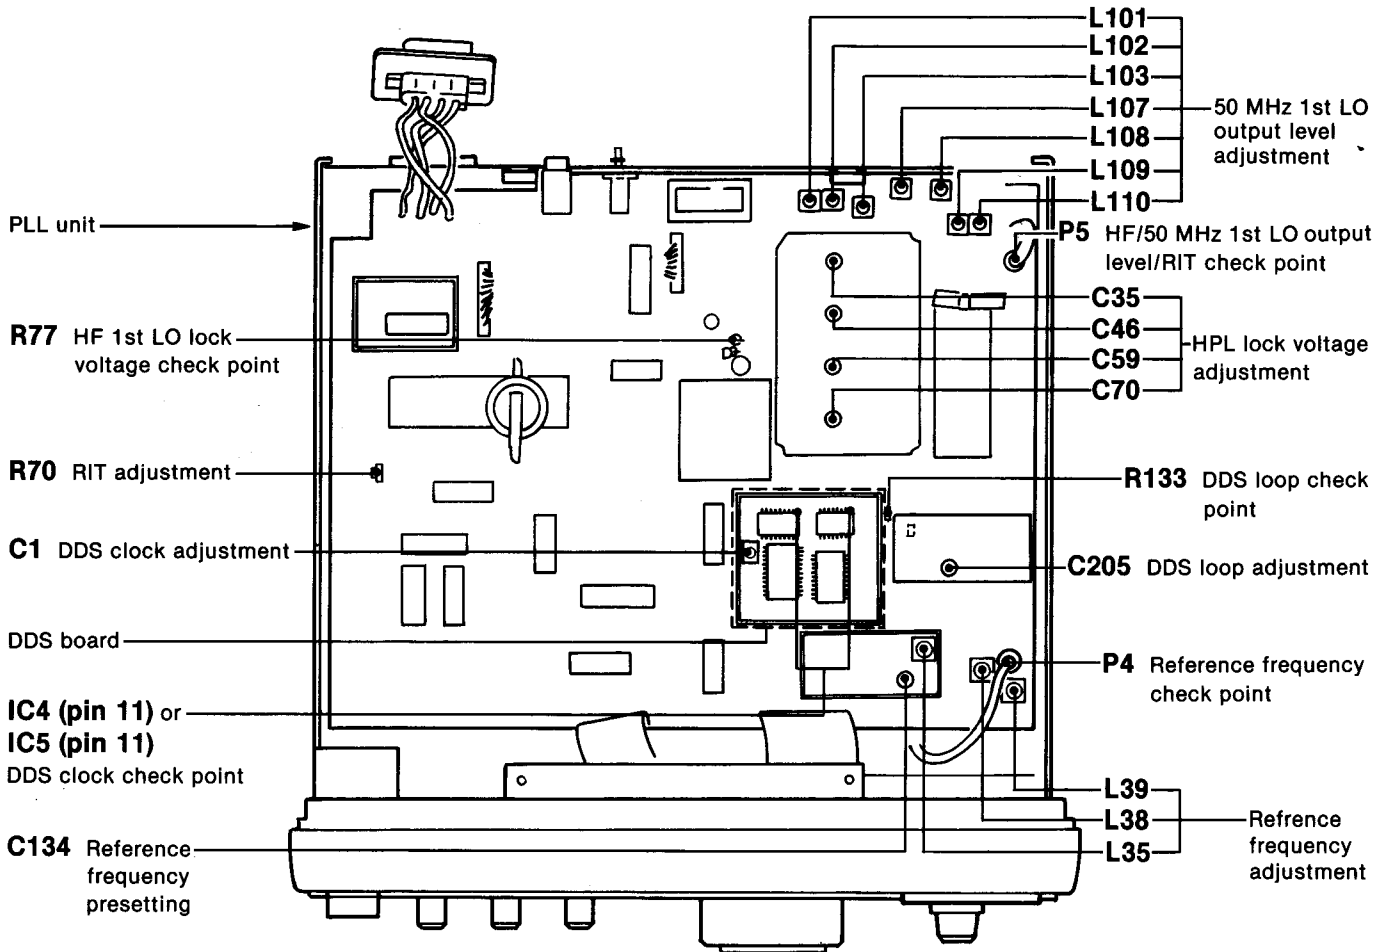 L101
L102
L103
L107
L108
L109
L110
50 MHz 1st LO
output level
adjustment
P5 HF/50 MHz 1st LO output
level/RIT check point
C35
C46
C59
C70
HPL lock voltage
adjustment
R133 DDS loop check
point
C205 DDS loop adjustment
P4 Reference frequency
check point
L39
L38
L35
Refrence
frequency
adjustment
PLL unit
R77 HF 1st LO lock
voltage check point
R70 RIT adjustment
C1 DDS clock adjustment
DDS board
IC4 (pin 11) or
IC5 (pin 11)
DDS clock check point
C134 Reference
frequency
presetting